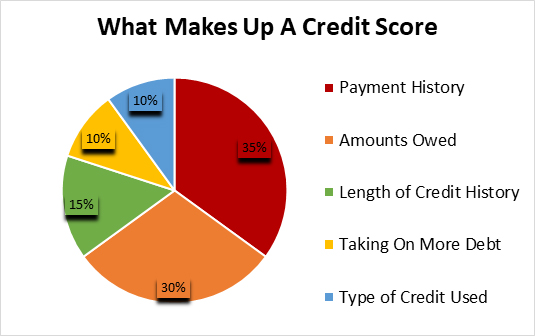 What Makes Up A Credit Score
10%
10%
15%
30%
35%
Payment History
Amounts Owed
Length of Credit History
Taking On More Debt
Type of Credit Used